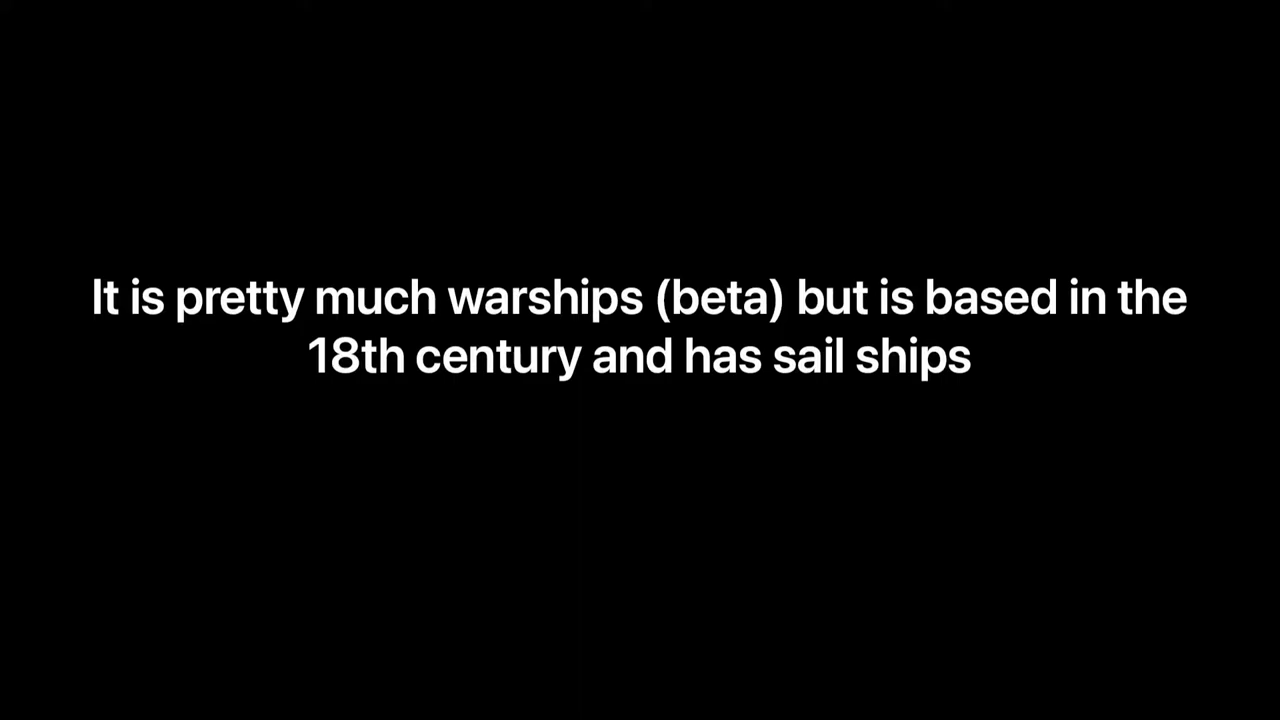 It is pretty much warships (beta) but is based in the
18th century and has sail ships